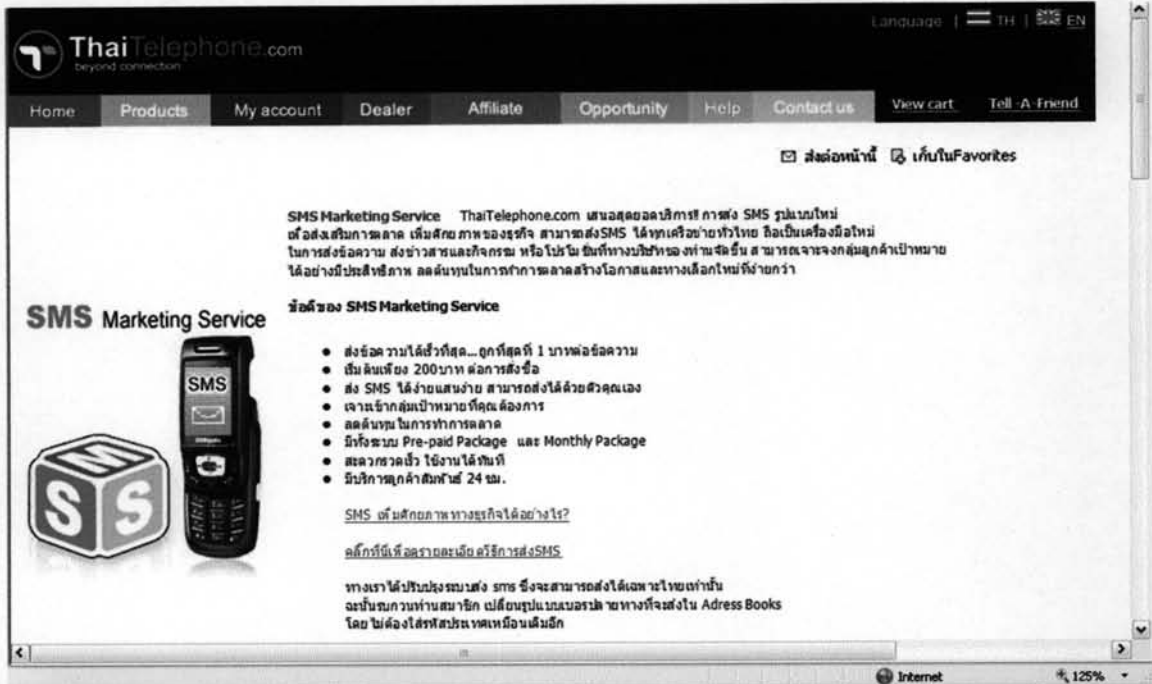 Language | TH | EN
ThaiTelephone.com
beyond connection
Home Products My account Dealer Affiliate Opportunity Help Contact us View cart Tell-A-Friend
ส่งต่อหน้านี้ เก็บในFavorites
SMS Marketing Service ThaiTelephone.com เสนอสุดยอดบริการ!! การส่ง SMS รูปแบบใหม่
เพื่อส่งเสริมการตลาด เพิ่มศักยภาพของธุรกิจ สามารถส่งSMS ได้ทุกเครือข่ายทั่วไทย ถือเป็นเครื่องมือใหม่
ในการส่งข้อความ ส่งข่าวสารและกิจกรรม หรือโปรโมชั่นที่ทางบริษัทของท่านจัดขึ้น สามารถเจาะจงกลุ่มลูกค้าเป้าหมาย
ได้อย่างมีประสิทธิภาพ ลดต้นทุนในการทำการตลาดสร้างโอกาสและทางเลือกใหม่ที่ง่ายกว่า
SMS Marketing Service
ข้อดีของ SMS Marketing Service
● ส่งข้อความได้เร็วที่สุด...ถูกที่สุดที่ 1 บาทต่อข้อความ
● เริ่มต้นเพียง 200บาท ต่อการสั่งซื้อ
● ส่ง SMS ได้ง่ายแสนง่าย สามารถส่งได้ด้วยตัวคุณเอง
● เจาะเข้ากลุ่มเป้าหมายที่คุณต้องการ
● ลดต้นทุนในการทำการตลาด
● มีทั้งระบบ Pre-paid Package และ Monthly Package
● สะดวกรวดเร็ว ใช้งานได้ทันที
● มีบริการลูกค้าสัมพันธ์ 24 ชม.
SMS
SMS
SMS เพิ่มศักยภาพทางธุรกิจได้อย่างไร?
คลิ๊กที่นี่เพื่อดูรายละเอียดวิธีการส่งSMS
ทางเราได้ปรับปรุงระบบส่ง sms ซึ่งจะสามารถส่งได้เฉพาะไทยเท่านั้น
ฉะนั้นรบกวนท่านสมาชิก เปลี่ยนรูปแบบเบอร์ปลายทางที่จะส่งใน Adress Books
โดยไม่ต้องใส่รหัสประเทศเหมือนเดิมอีก
Internet 125%